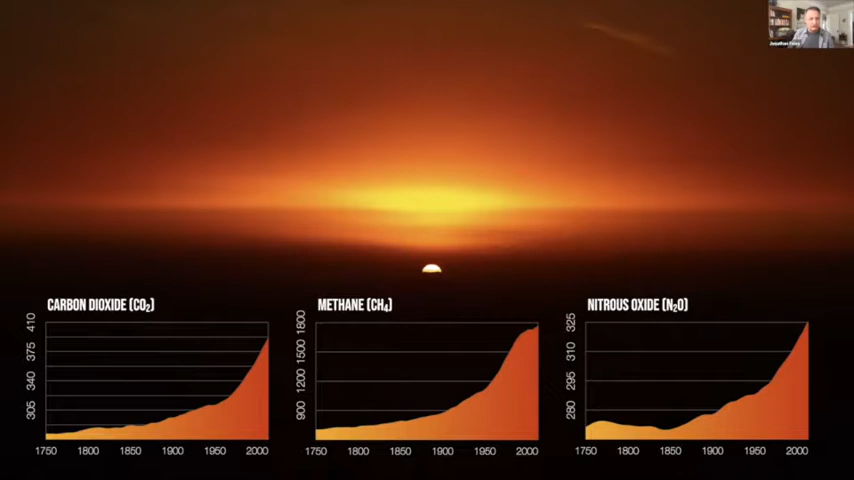 Jonathan Foley
CARBON DIOXIDE (CO₂)
410
375
340
305
1750 1800 1850 1900 1950 2000
METHANE (CH₄)
1800
1500
1200
900
1750 1800 1850 1900 1950 2000
NITROUS OXIDE (N₂O)
325
310
295
280
1750 1800 1850 1900 1950 2000